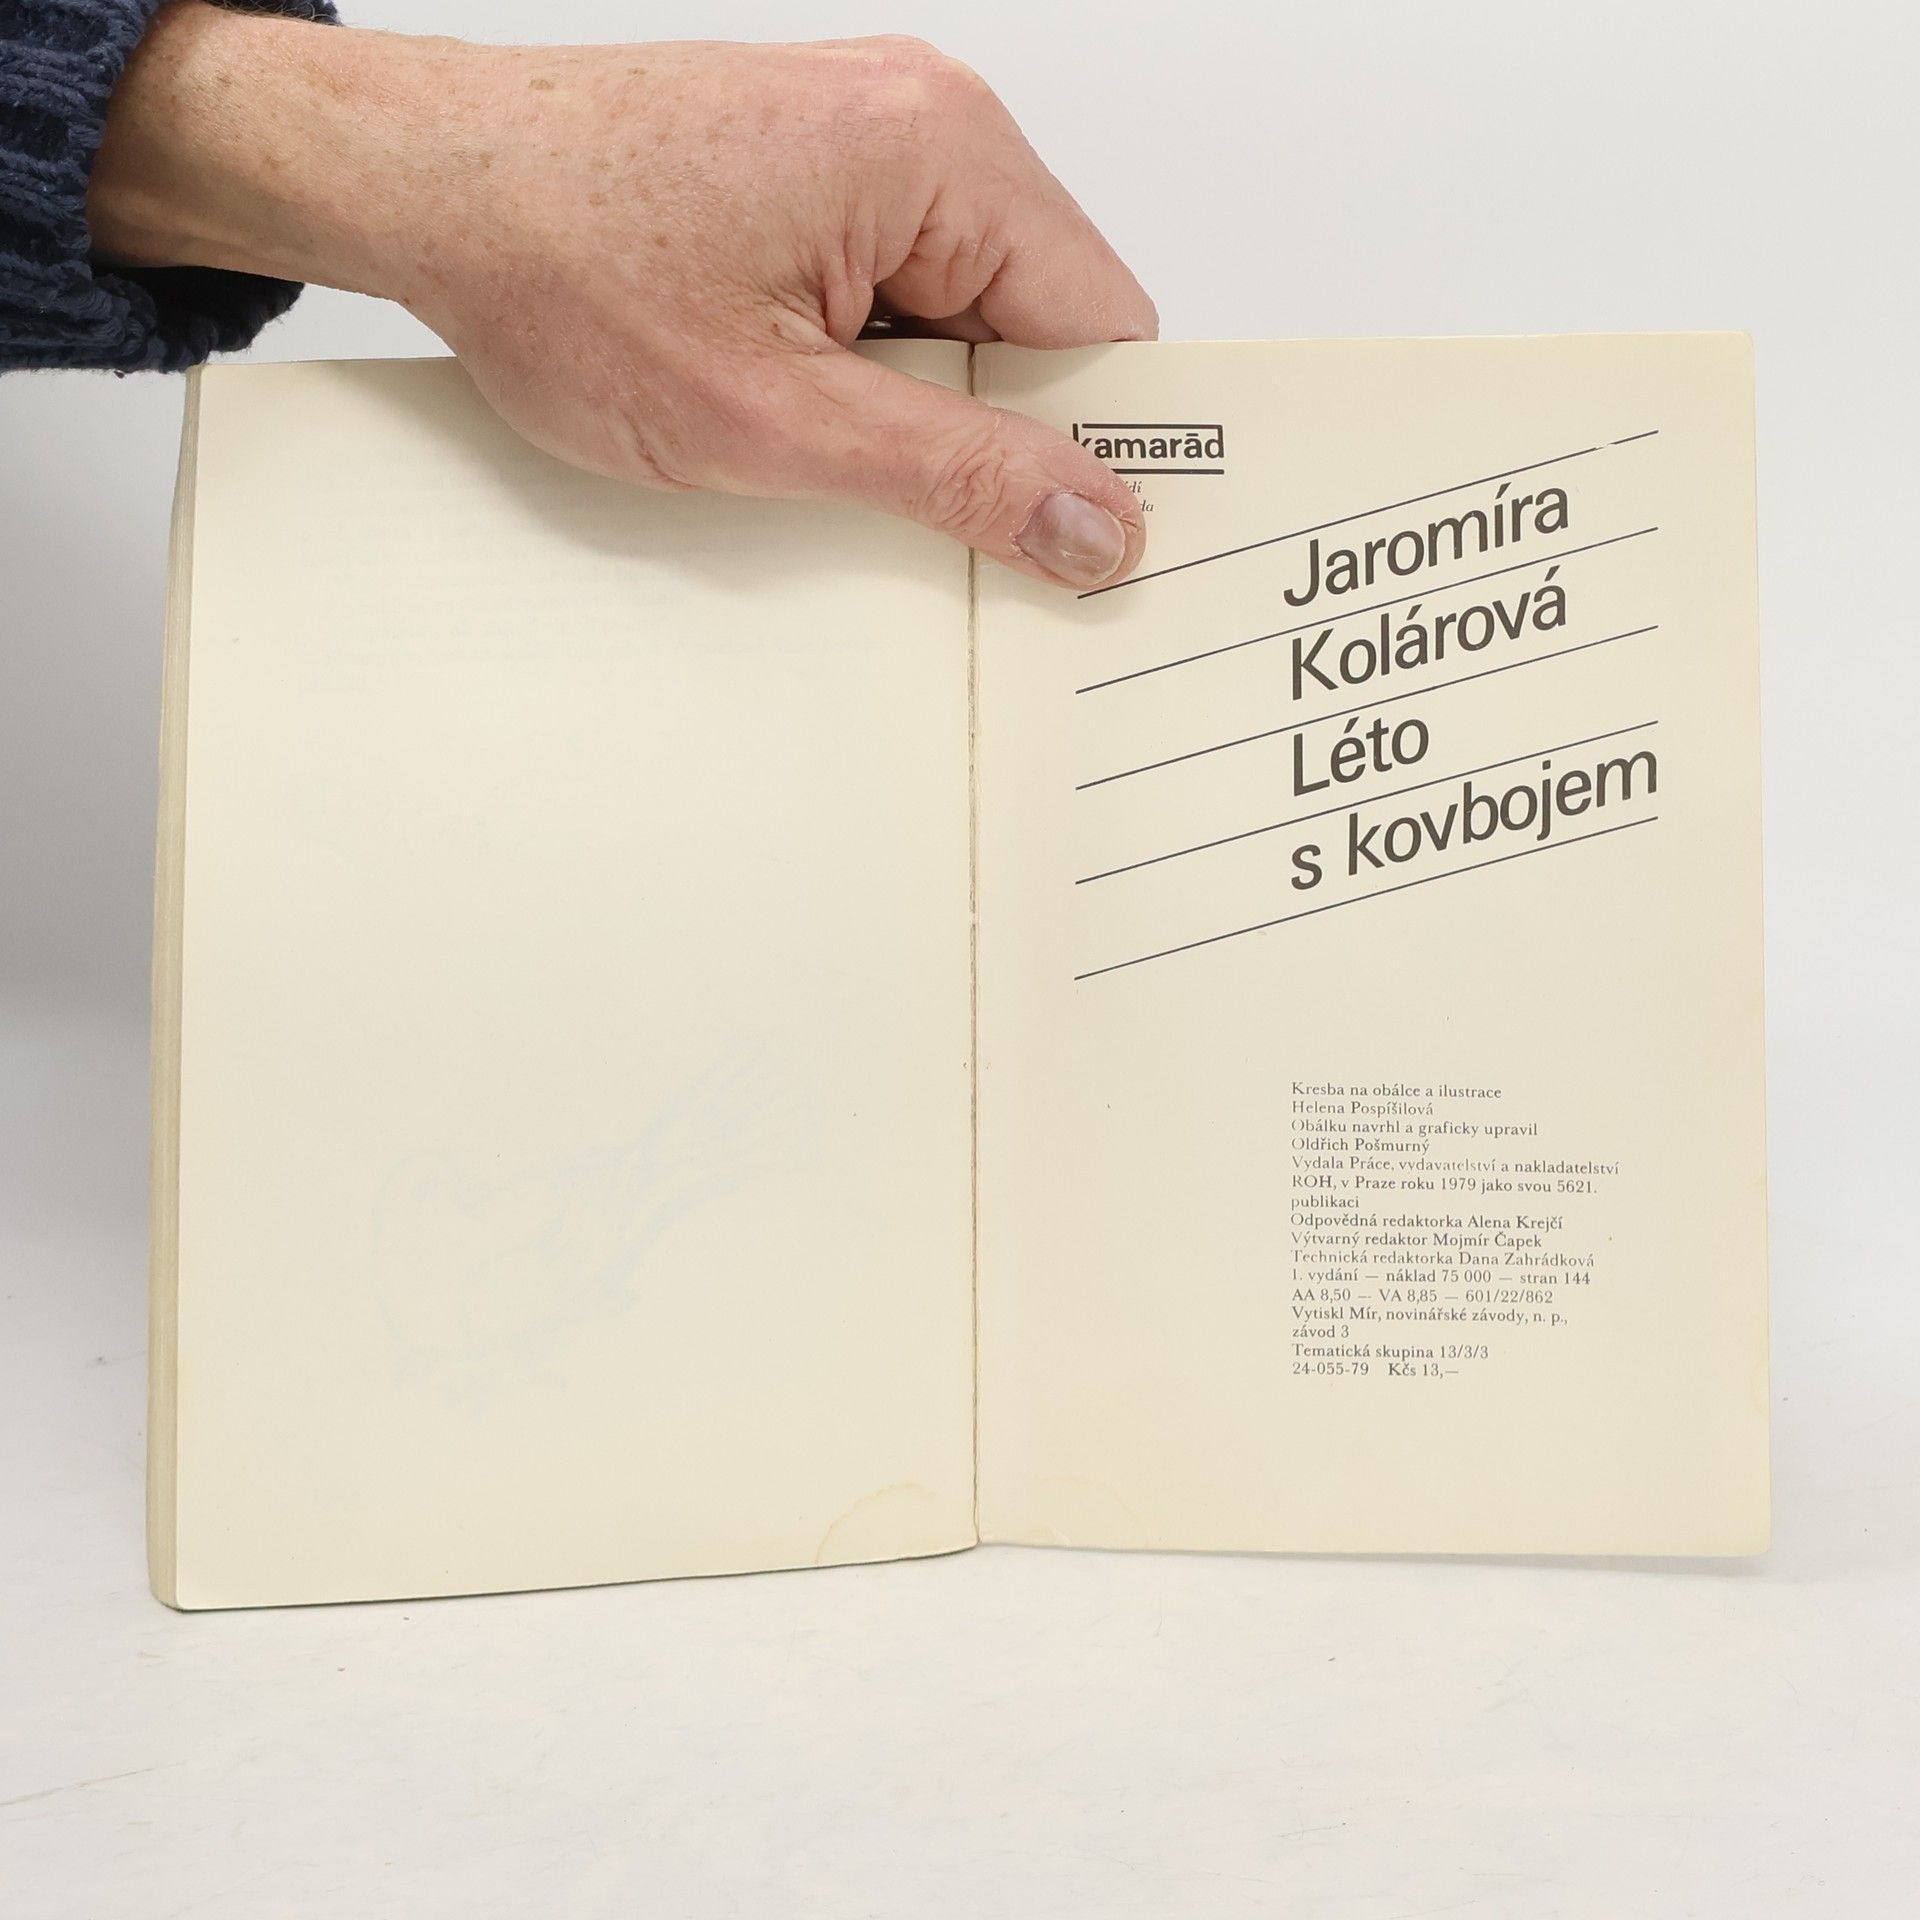 kamarád
Jaromíra
Kolárová
Léto
s kovbojem
Kresba na obálce a ilustrace
Helena Pospíšilová
Obálku navrhl a graficky upravil
Oldřich Pošmurný
Vydala Práce, vydavatelství a nakladatelství
ROH, v Praze roku 1979 jako svou 5621.
publikaci
Odpovědná redaktorka Alena Krejčí
Výtvarný redaktor Mojmír Čapek
Technická redaktorka Dana Zahrádková
1. vydání — náklad 75 000 — stran 144
AA 8,50 — VA 8,85 — 601/22/862
Vytiskl Mír, novinářské závody, n. p.,
závod 3
Tematická skupina 13/3/3
24-055-79 Kčs 13,—